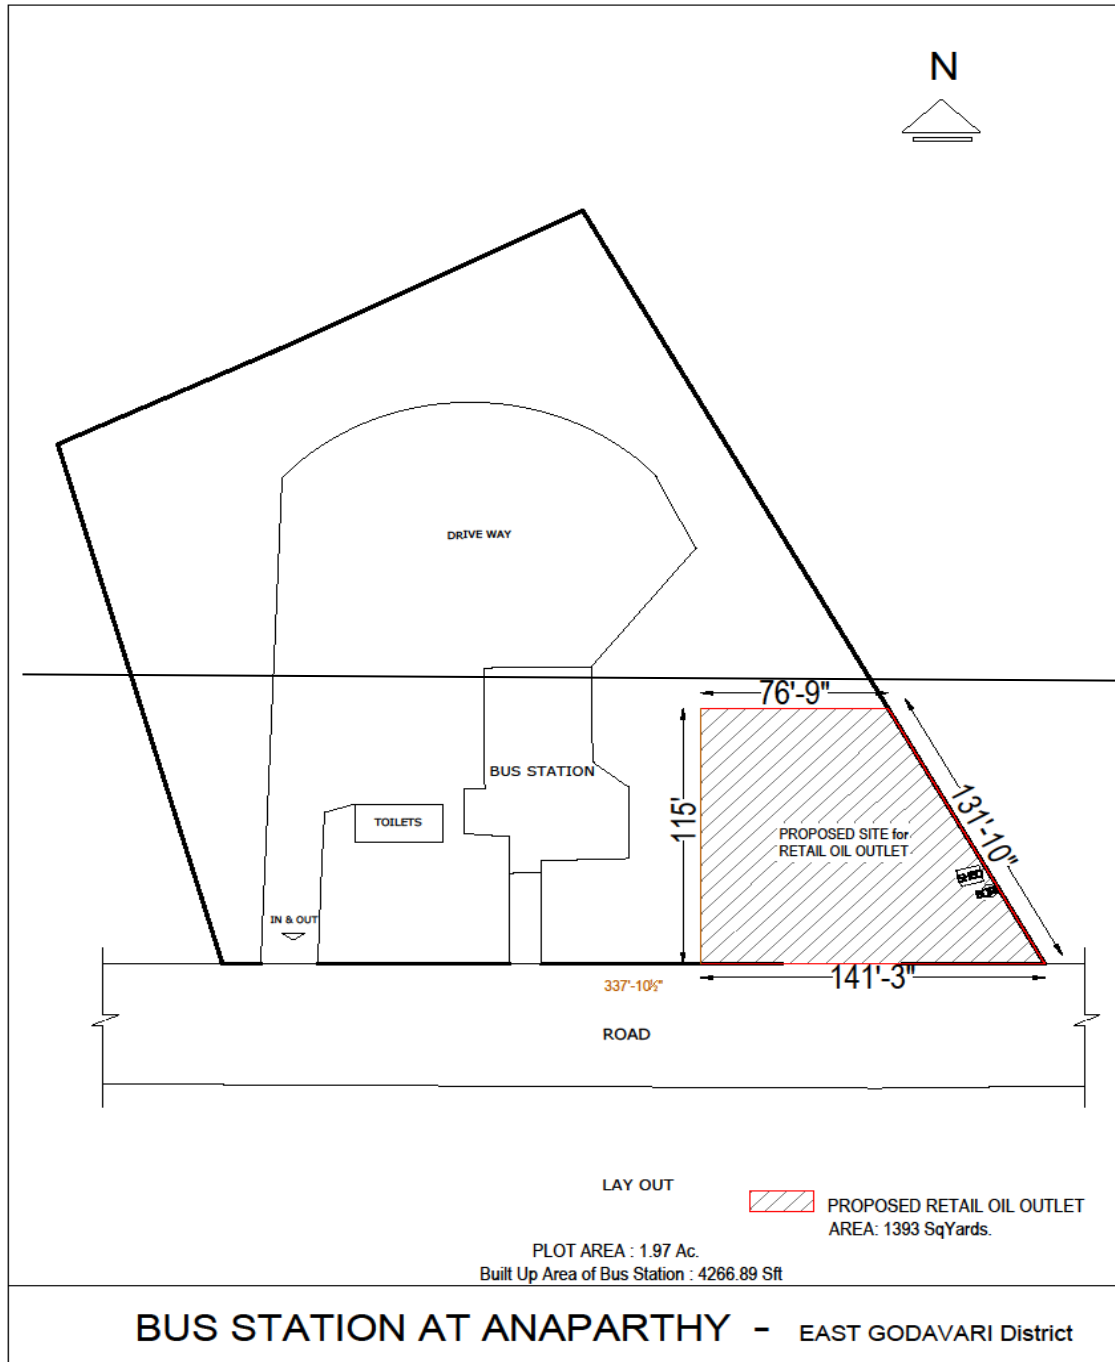 N
DRIVE WAY
76'-9"
BUS STATION
115'
131'-10"
TOILETS
PROPOSED SITE for
RETAIL OIL OUTLET
SHED
IN & OUT
141'-3"
337'-10½"
ROAD
LAY OUT
PROPOSED RETAIL OIL OUTLET
AREA: 1393 SqYards.
PLOT AREA : 1.97 Ac.
Built Up Area of Bus Station : 4266.89 Sft
BUS STATION AT ANAPARTHY - EAST GODAVARI District